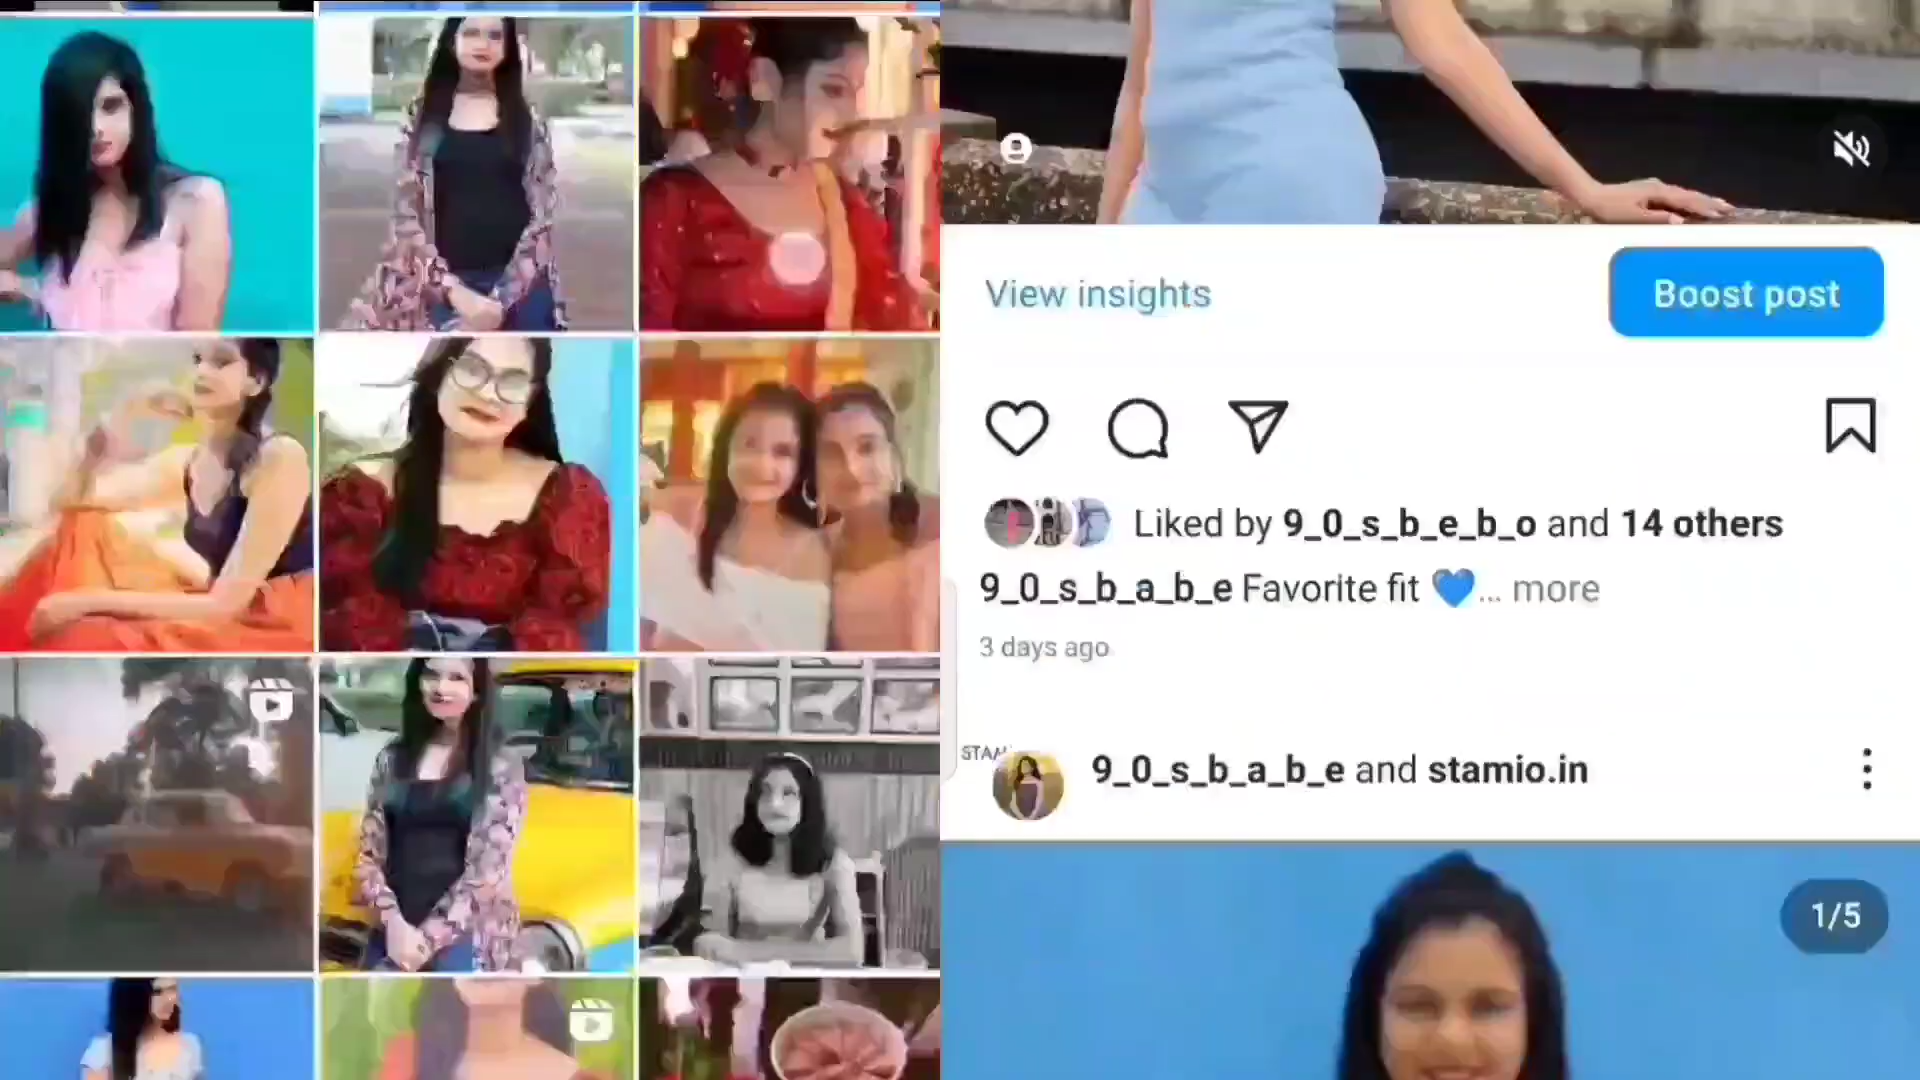 View insights
Boost post
Liked by 9_0_s_b_e_b_o and 14 others
9_0_s_b_a_b_e Favorite fit 💙... more
3 days ago
9_0_s_b_a_b_e and stamio.in
1/5